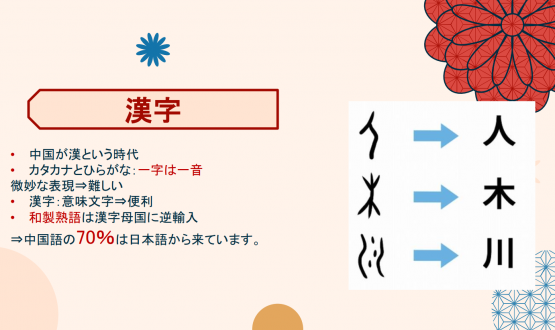 漢字
• 中国が漢という時代
• カタカナとひらがな：一字は一音
微妙な表現⇒難しい
• 漢字：意味文字⇒便利
• 和製熟語は漢字母国に逆輸入
⇒中国語の70%は日本語から来ています。
人
木
川